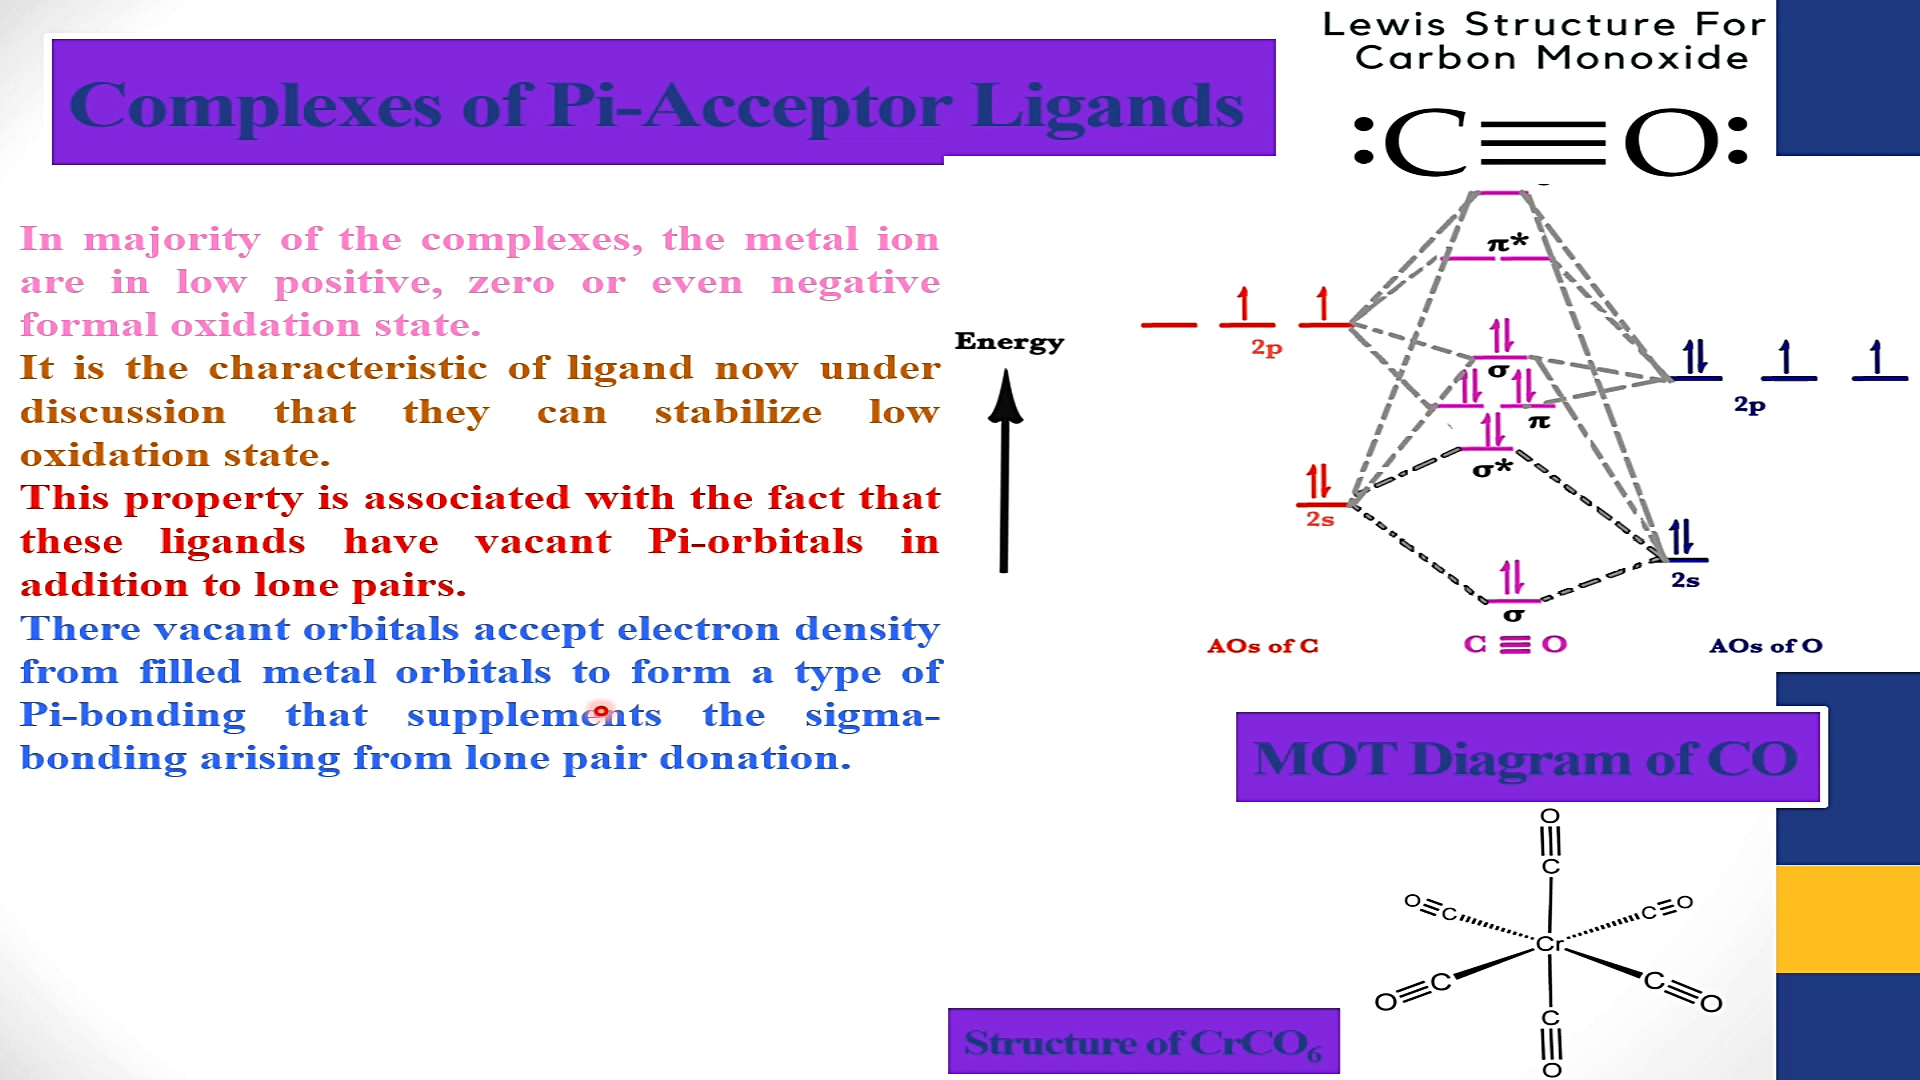 Complexes of Pi-Acceptor Ligands
In majority of the complexes, the metal ion
are in low positive, zero or even negative
formal oxidation state.
It is the characteristic of ligand now under
discussion that they can stabilize low
oxidation state.
This property is associated with the fact that
these ligands have vacant Pi-orbitals in
addition to lone pairs.
There vacant orbitals accept electron density
from filled metal orbitals to form a type of
Pi-bonding that supplements the sigma-
bonding arising from lone pair donation.
Lewis Structure For
Carbon Monoxide
:C≡O:
π*
2p
Energy
σ
2p
π
σ*
2s
2s
σ
AOs of C
C ≡ O
AOs of O
MOT Diagram of CO
O
C
O≡C
C≡O
Cr
O≡C
C≡O
C
O
Structure of CrCO₆